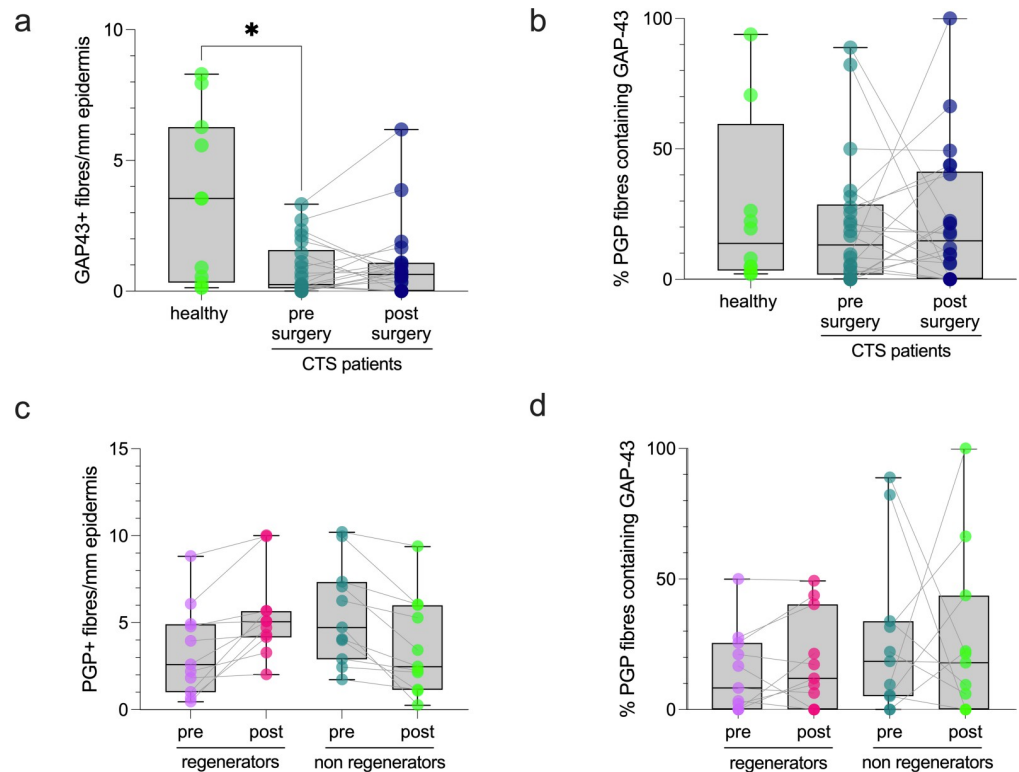 a
GAP43+ fibres/mm epidermis
10
5
0
*
healthy
pre
surgery
post
surgery
CTS patients
b
% PGP fibres containing GAP-43
100
50
0
healthy
pre
surgery
post
surgery
CTS patients
c
PGP+ fibres/mm epidermis
15
10
5
0
pre
post
pre
post
regenerators
non regenerators
d
% PGP fibres containing GAP-43
100
50
0
pre
post
pre
post
regenerators
non regenerators